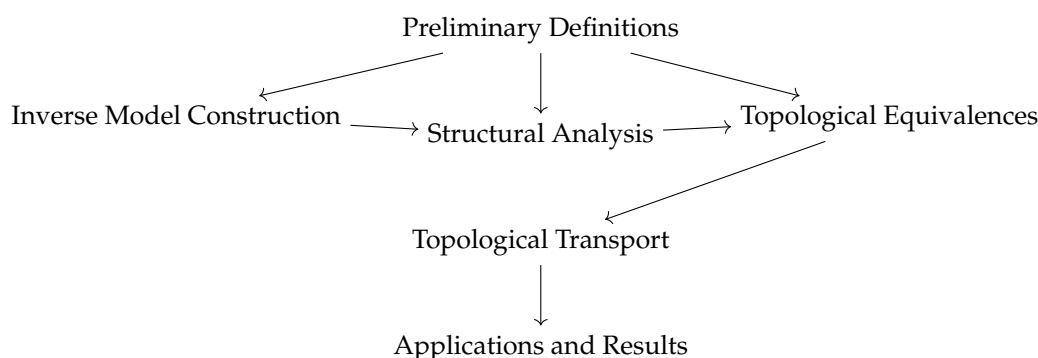 Preliminary Definitions
Inverse Model Construction
Structural Analysis
Topological Equivalences
Topological Transport
Applications and Results